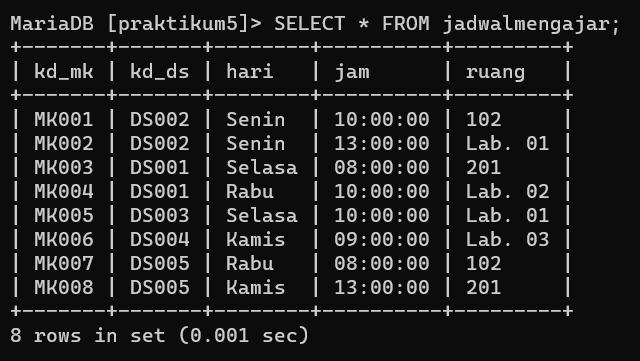 MariaDB [praktikum5]> SELECT * FROM jadwalmengajar;
+-------+-------+--------+----------+---------+
| kd_mk | kd_ds | hari   | jam      | ruang   |
+-------+-------+--------+----------+---------+
| MK001 | DS002 | Senin  | 10:00:00 | 102     |
| MK002 | DS002 | Senin  | 13:00:00 | Lab. 01 |
| MK003 | DS001 | Selasa | 08:00:00 | 201     |
| MK004 | DS001 | Rabu   | 10:00:00 | Lab. 02 |
| MK005 | DS003 | Selasa | 10:00:00 | Lab. 01 |
| MK006 | DS004 | Kamis  | 09:00:00 | Lab. 03 |
| MK007 | DS005 | Rabu   | 08:00:00 | 102     |
| MK008 | DS005 | Kamis  | 13:00:00 | 201     |
+-------+-------+--------+----------+---------+
8 rows in set (0.001 sec)